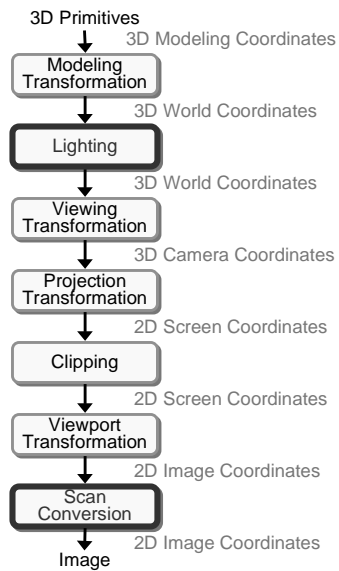 3D Primitives
3D Modeling Coordinates
Modeling
Transformation
3D World Coordinates
Lighting
3D World Coordinates
Viewing
Transformation
3D Camera Coordinates
Projection
Transformation
2D Screen Coordinates
Clipping
2D Screen Coordinates
Viewport
Transformation
2D Image Coordinates
Scan
Conversion
2D Image Coordinates
Image